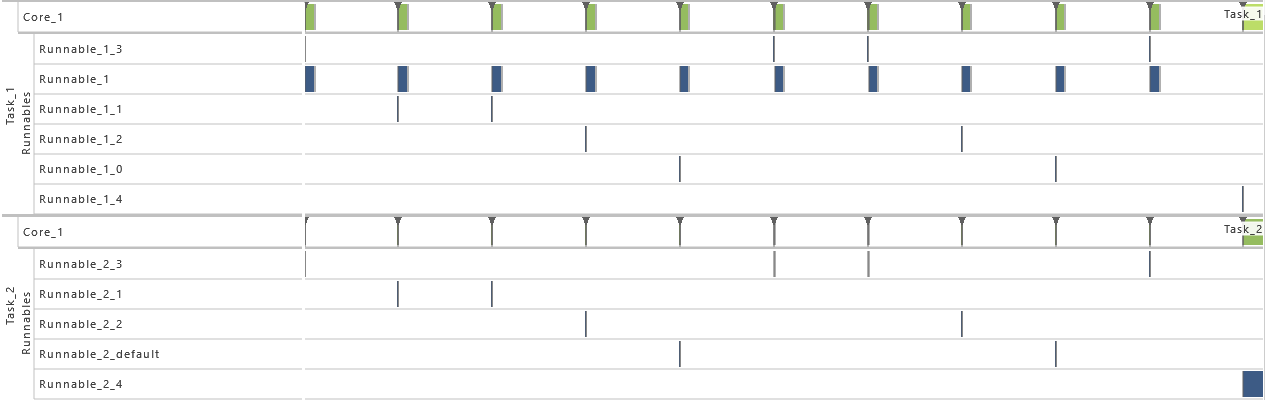 Task_1
Runnables
Core_1
Task_1
Runnable_1_3
Runnable_1
Runnable_1_1
Runnable_1_2
Runnable_1_0
Runnable_1_4
Task_2
Runnables
Core_1
Task_2
Runnable_2_3
Runnable_2_1
Runnable_2_2
Runnable_2_default
Runnable_2_4